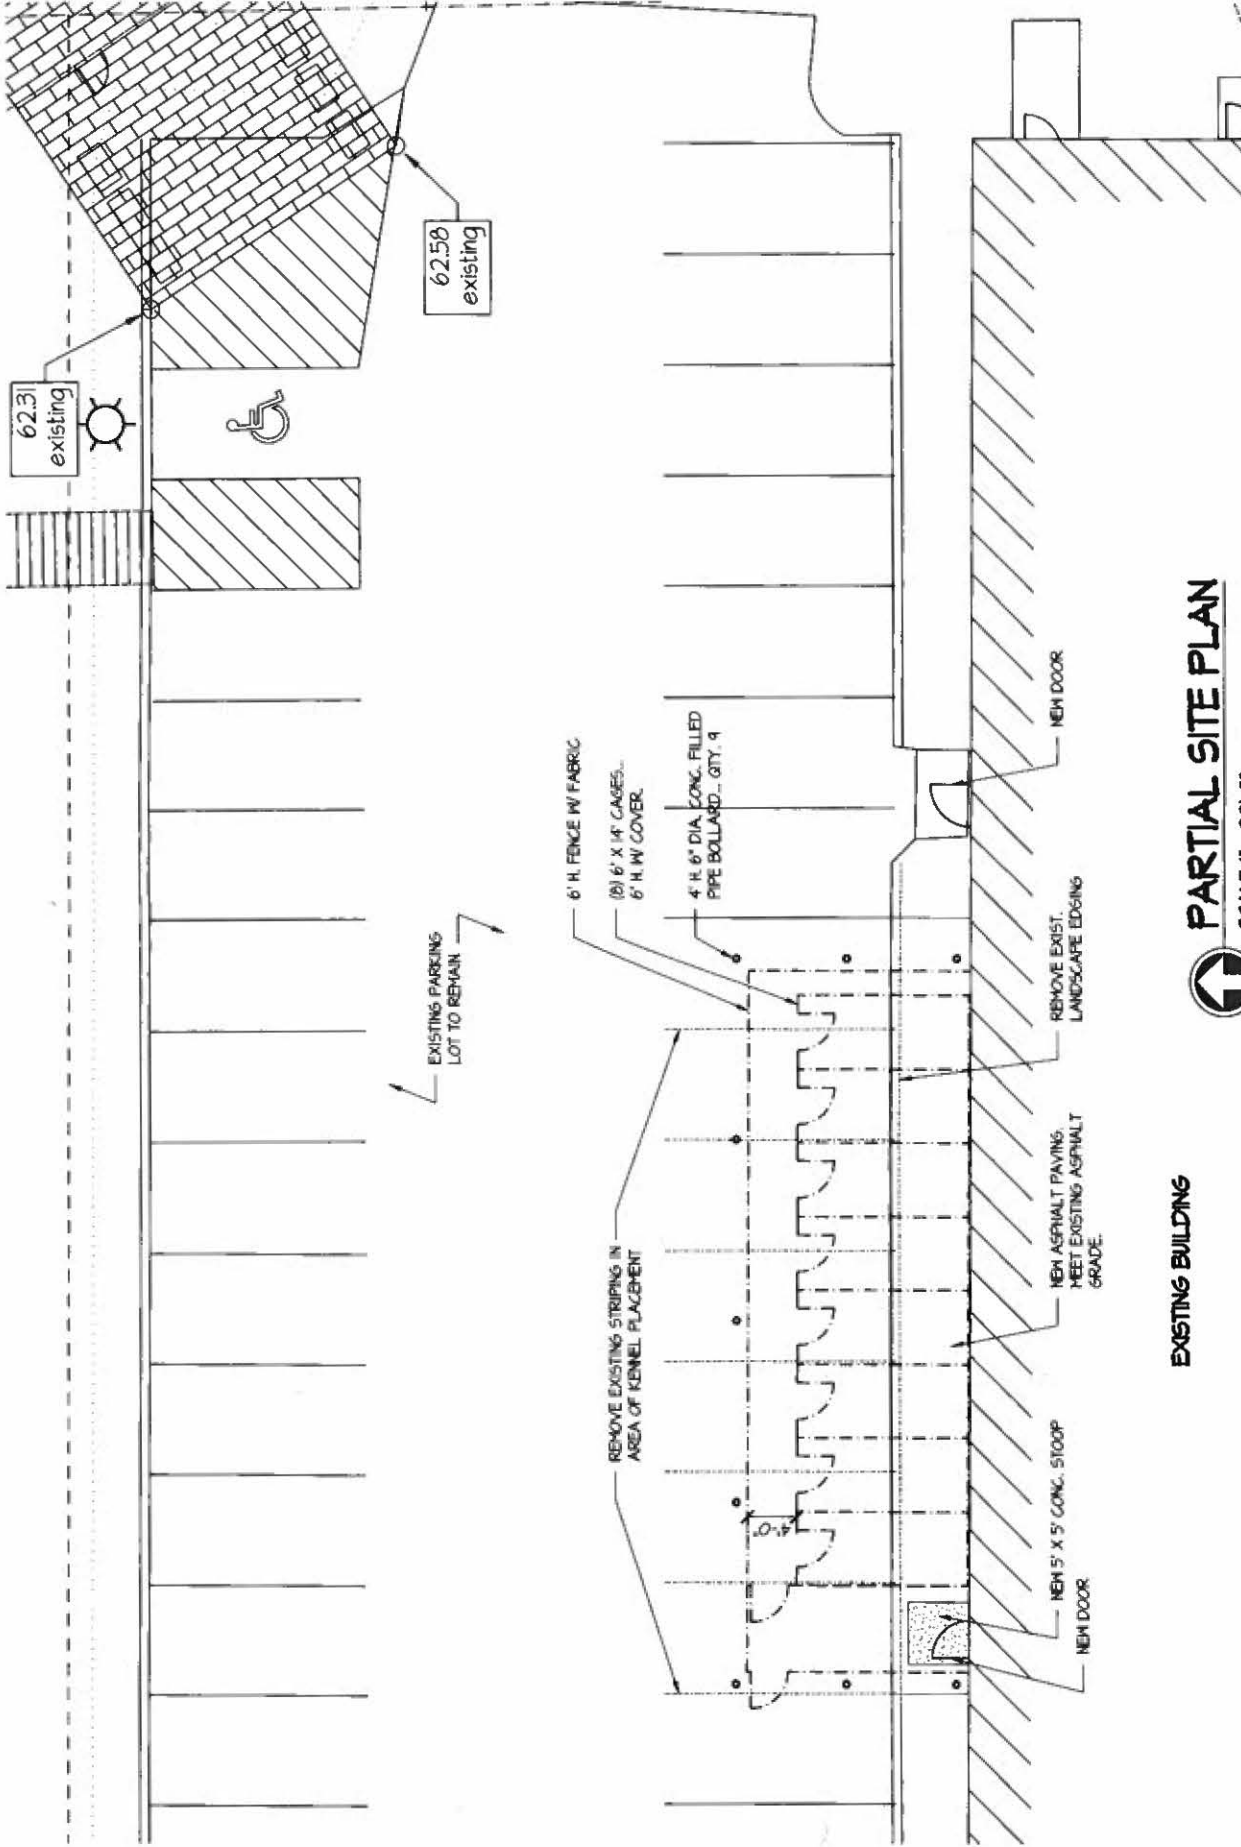 62.31
existing
62.58
existing
EXISTING PARKING
LOT TO REMAIN
6' H. FENCE W/ FABRIC
(8) 6' X 14' CAGES...
6' H. W/ COVER.
4' H. 6" DIA. CONC. FILLED
PIPE BOLLARD... QTY. 9
REMOVE EXISTING STRIPING IN
AREA OF KENNEL PLACEMENT
4'-0"
NEW DOOR
REMOVE EXIST.
LANDSCAPE EDGING
NEW ASPHALT PAVING.
MEET EXISTING ASPHALT
GRADE.
NEW 5' X 5' CONC. STOOP
NEW DOOR
EXISTING BUILDING
PARTIAL SITE PLAN